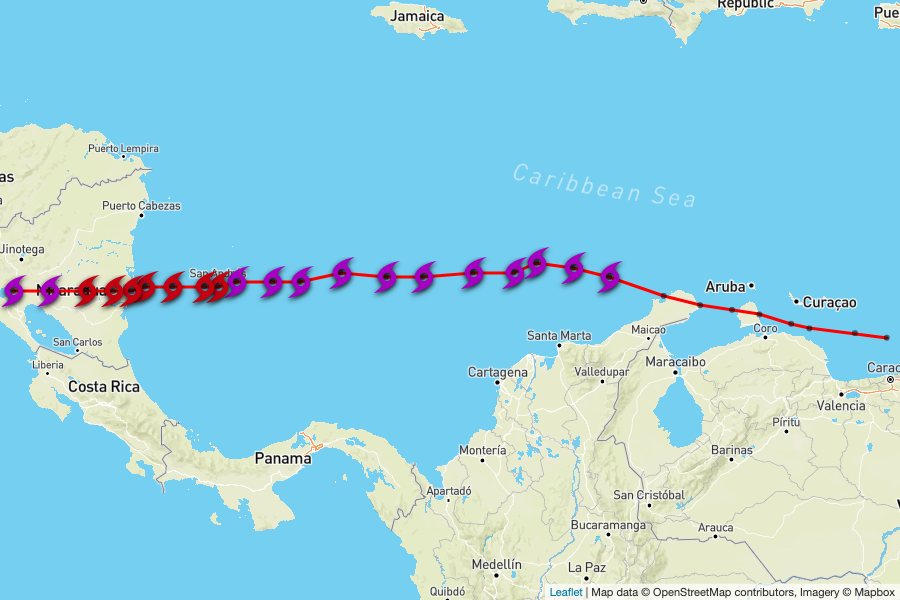 Jamaica
Republic
Pue
Puerto Lempira
as
Caribbean Sea
Puerto Cabezas
Jinotega
San Andrés
Nicaragua
Aruba
Curaçao
Coro
Maicao
Santa Marta
San Carlos
Liberia
Costa Rica
Cartagena
Valledupar
Maracaibo
Carac
Valencia
Píritu
Barinas
Montería
Panama
Apartadó
San Cristóbal
Arauca
Bucaramanga
Medellín
La Paz
Quibdó
Leaflet | Map data © OpenStreetMap contributors, Imagery © Mapbox